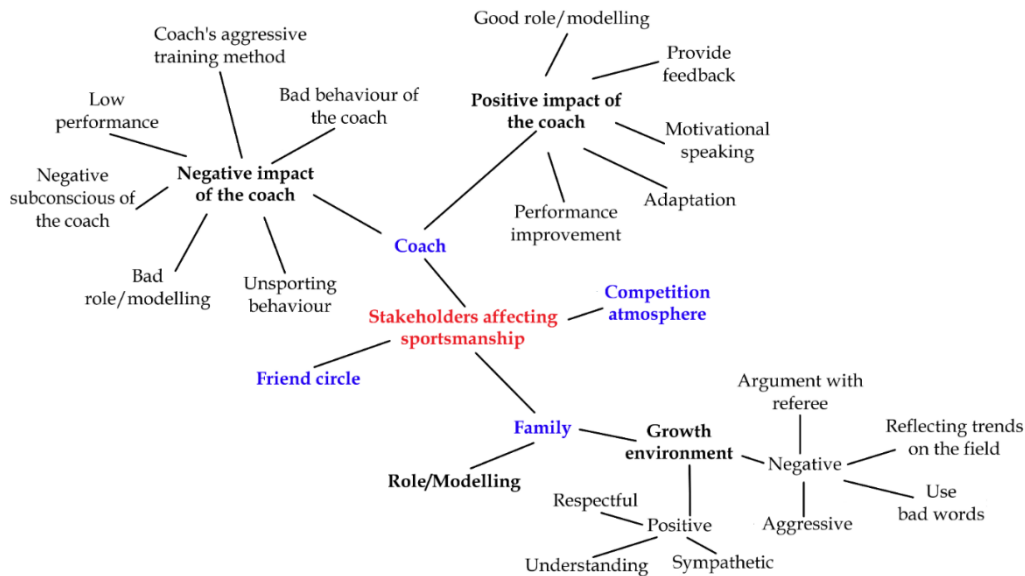 Good role/modelling
Coach's aggressive
training method
Provide
feedback
Low
performance
Bad behaviour of
the coach
Positive impact of
the coach
Motivational
speaking
Negative
subconscious of
the coach
Negative impact
of the coach
Adaptation
Performance
improvement
Coach
Bad
role/modelling
Unsporting
behaviour
Competition
atmosphere
Stakeholders affecting
sportsmanship
Friend circle
Family
Growth
environment
Role/Modelling
Argument with
referee
Reflecting trends
on the field
Negative
Use
bad words
Aggressive
Respectful
Positive
Understanding
Sympathetic